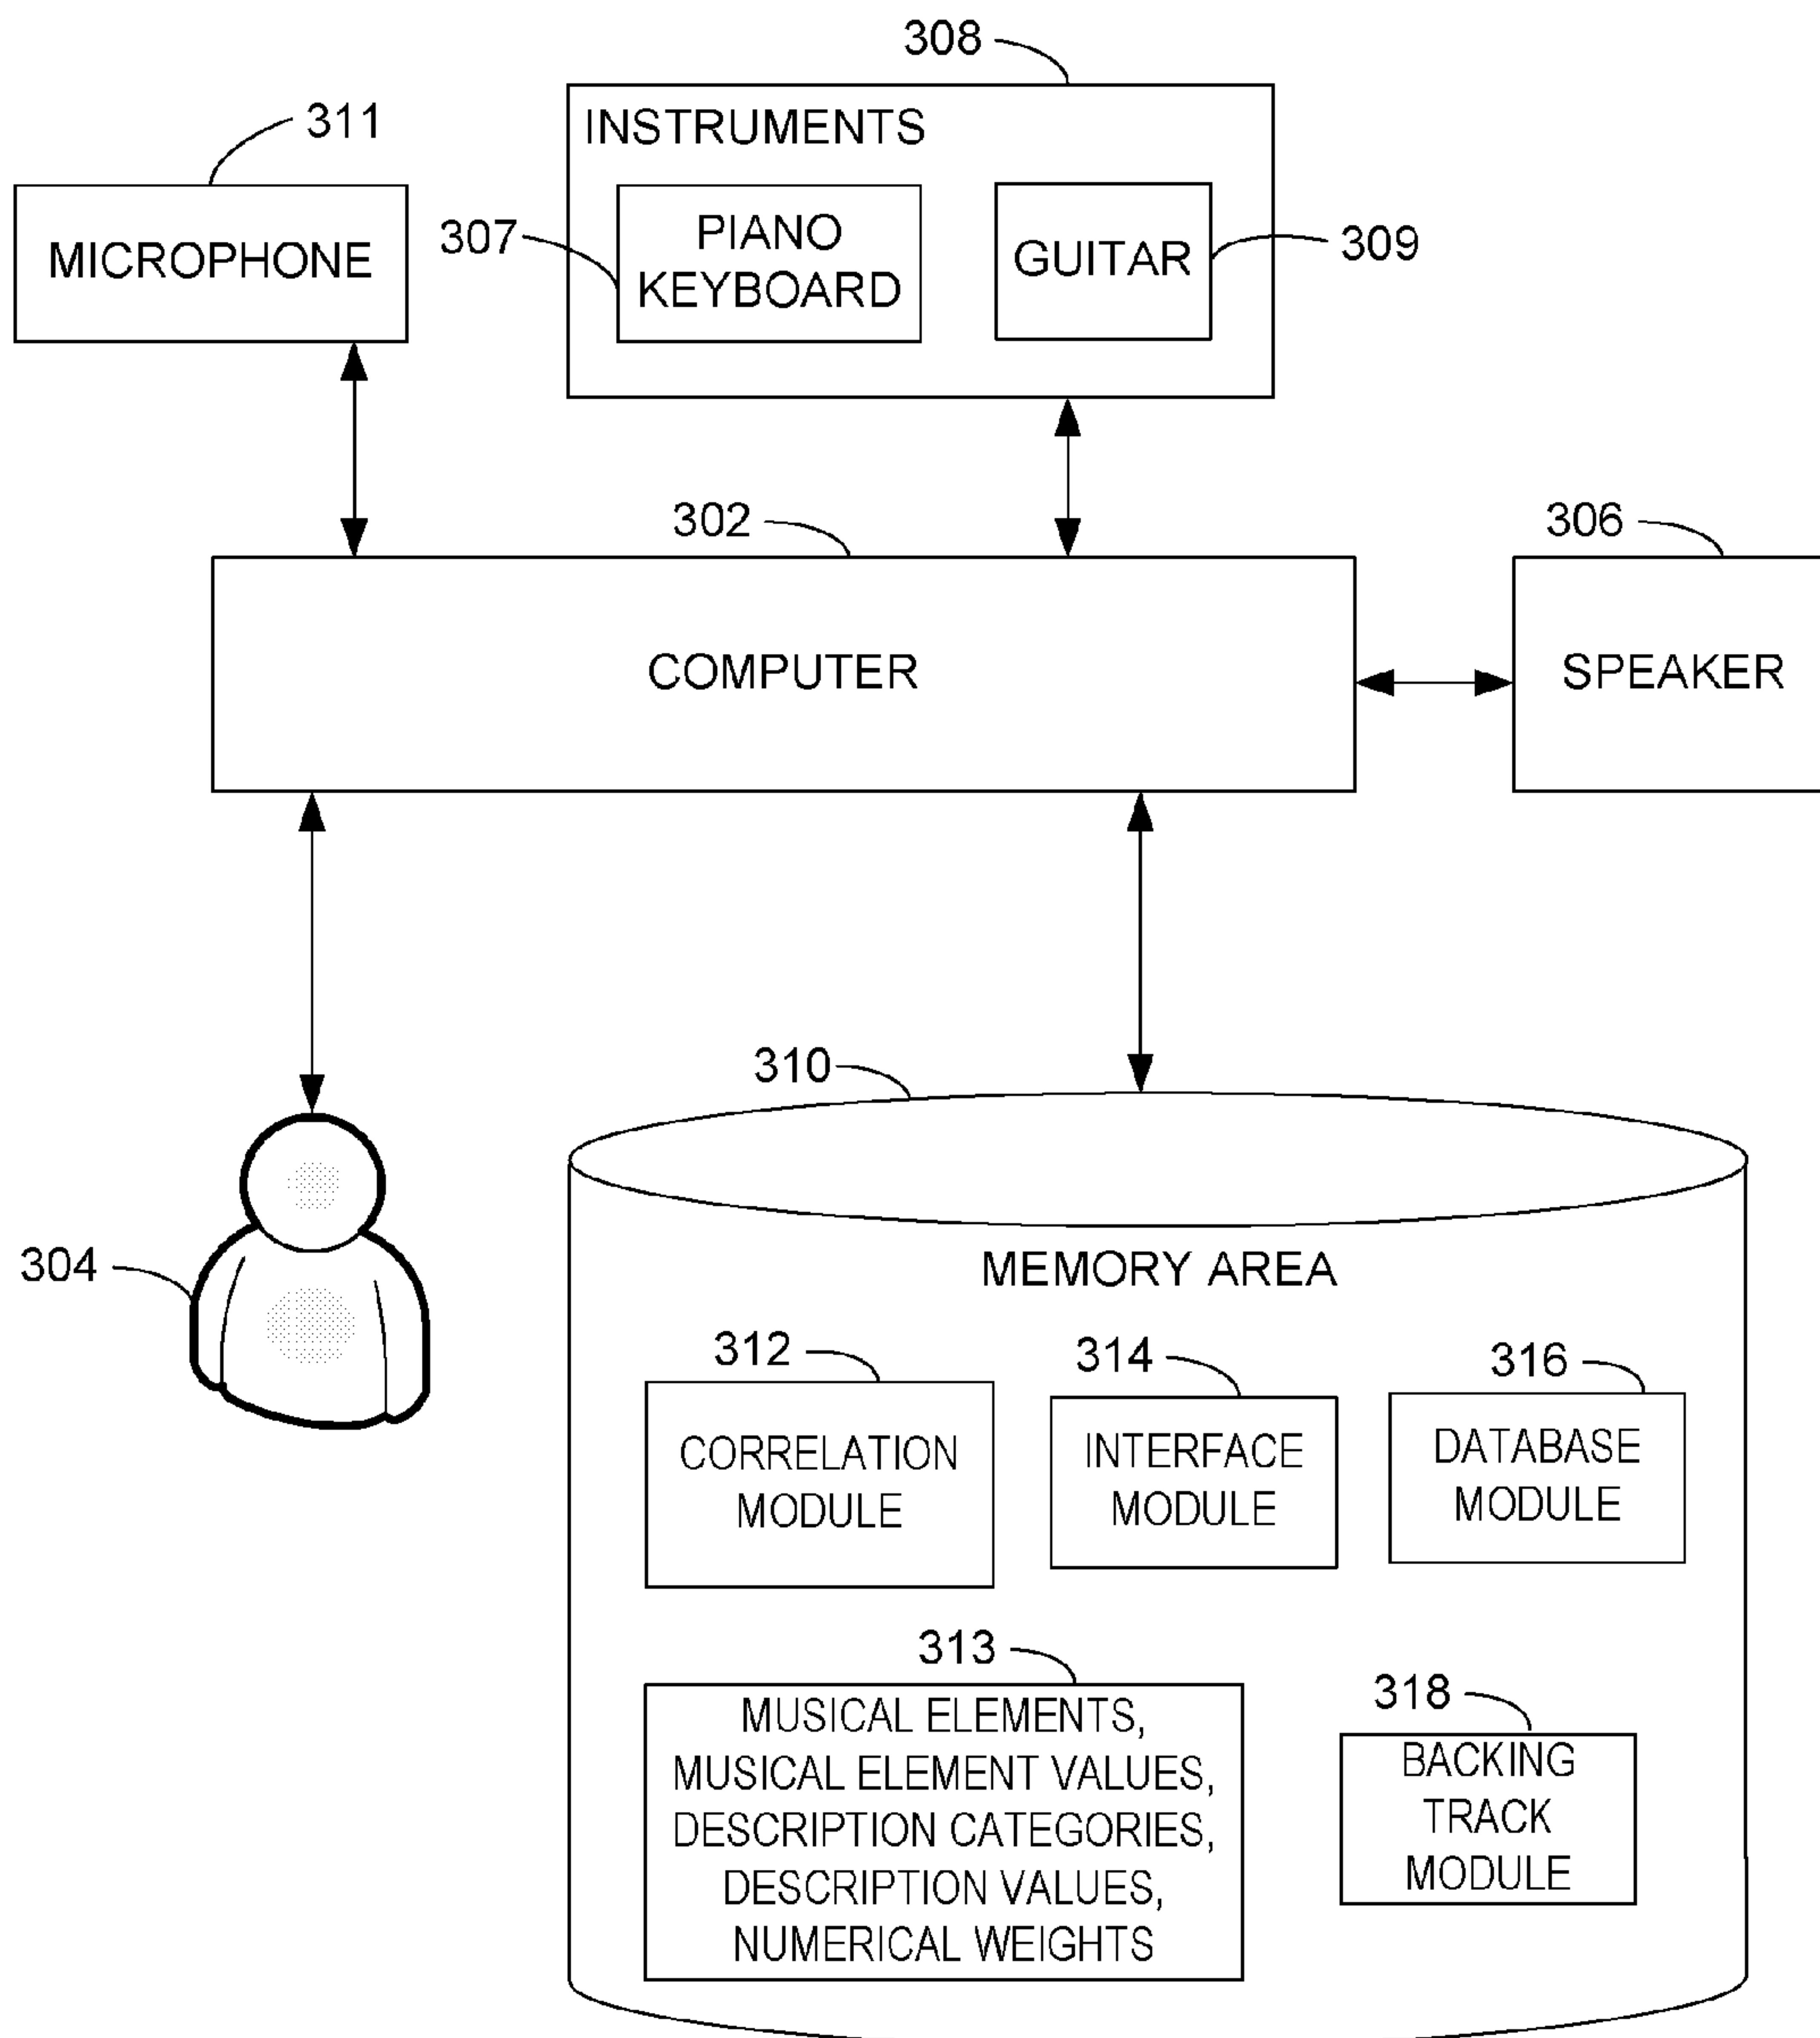 308
311
INSTRUMENTS
MICROPHONE
307
PIANO
KEYBOARD
GUITAR
309
302
306
COMPUTER
SPEAKER
310
304
MEMORY AREA
312
314
316
CORRELATION
MODULE
INTERFACE
MODULE
DATABASE
MODULE
313
318
MUSICAL ELEMENTS,
MUSICAL ELEMENT VALUES,
DESCRIPTION CATEGORIES,
DESCRIPTION VALUES,
NUMERICAL WEIGHTS
BACKING
TRACK
MODULE